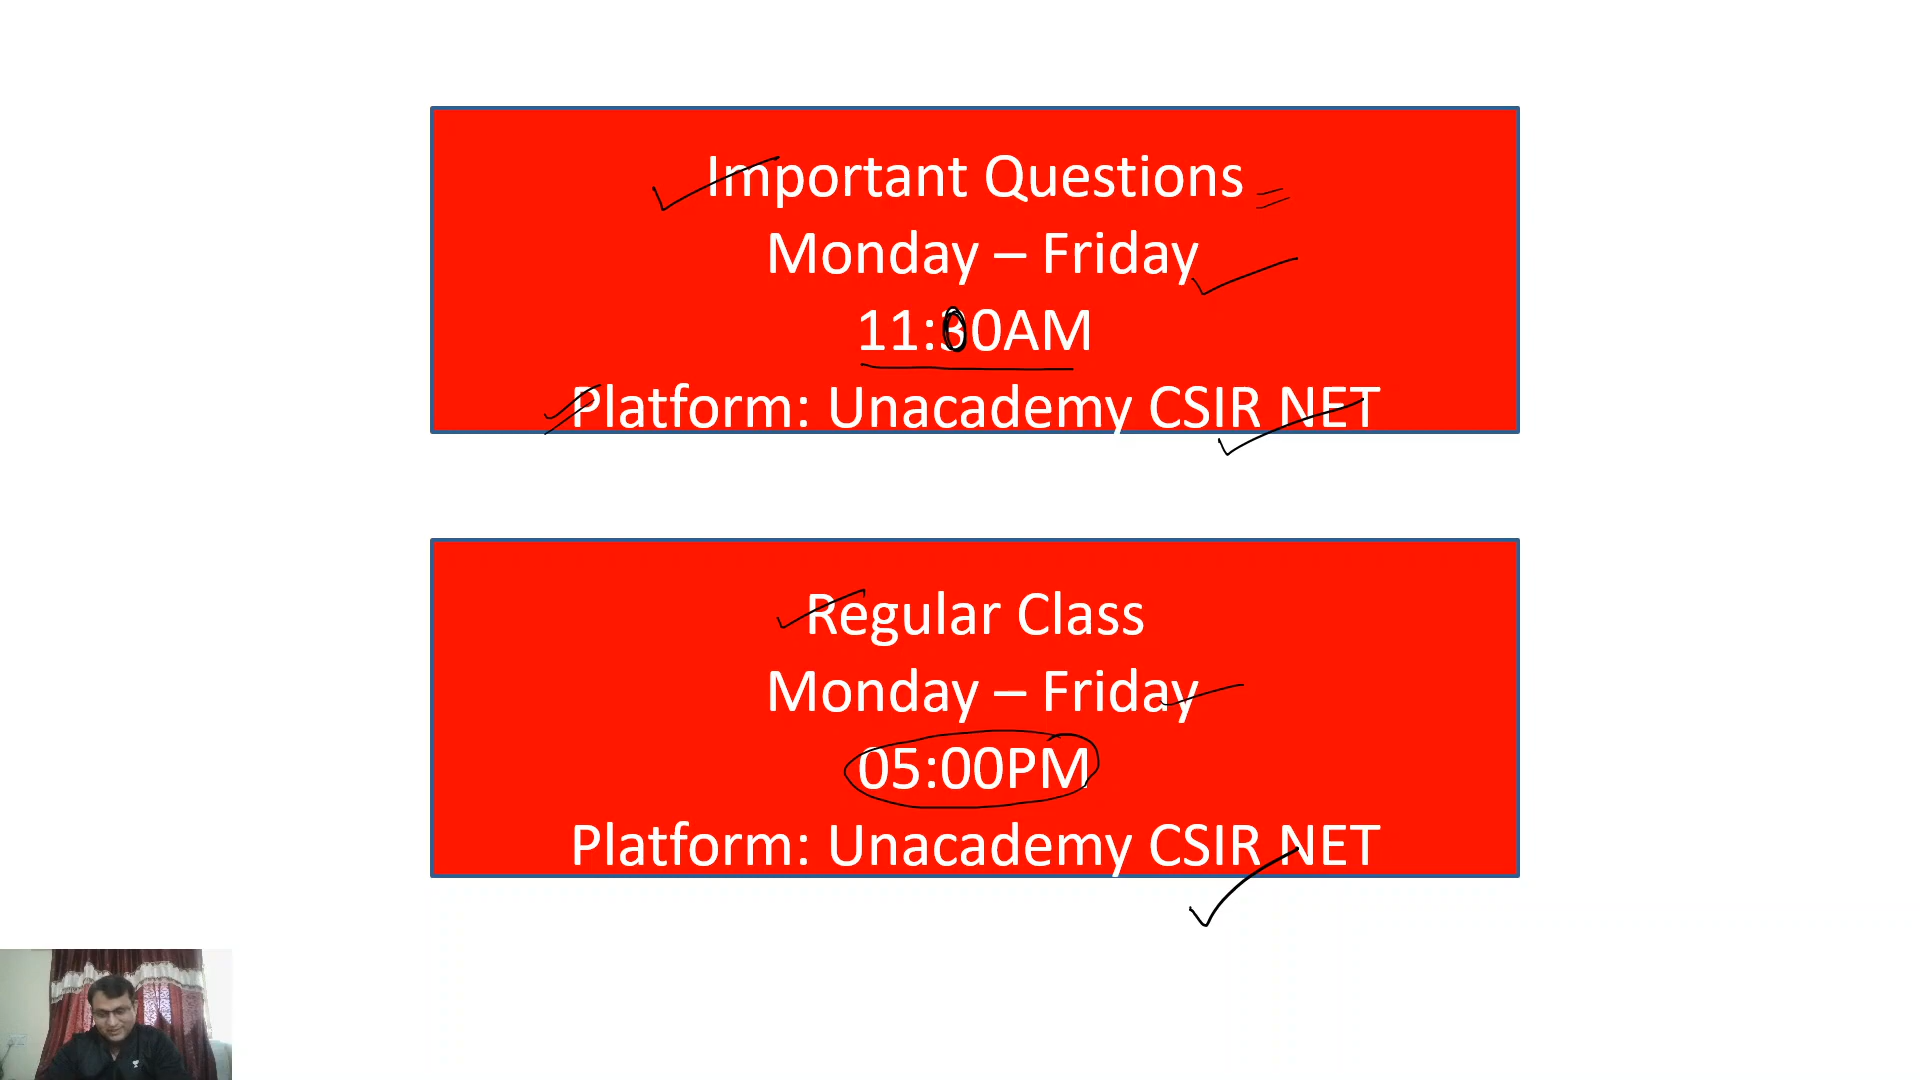 Important Questions
Monday – Friday
11:30AM
Platform: Unacademy CSIR NET
Regular Class
Monday – Friday
05:00PM
Platform: Unacademy CSIR NET